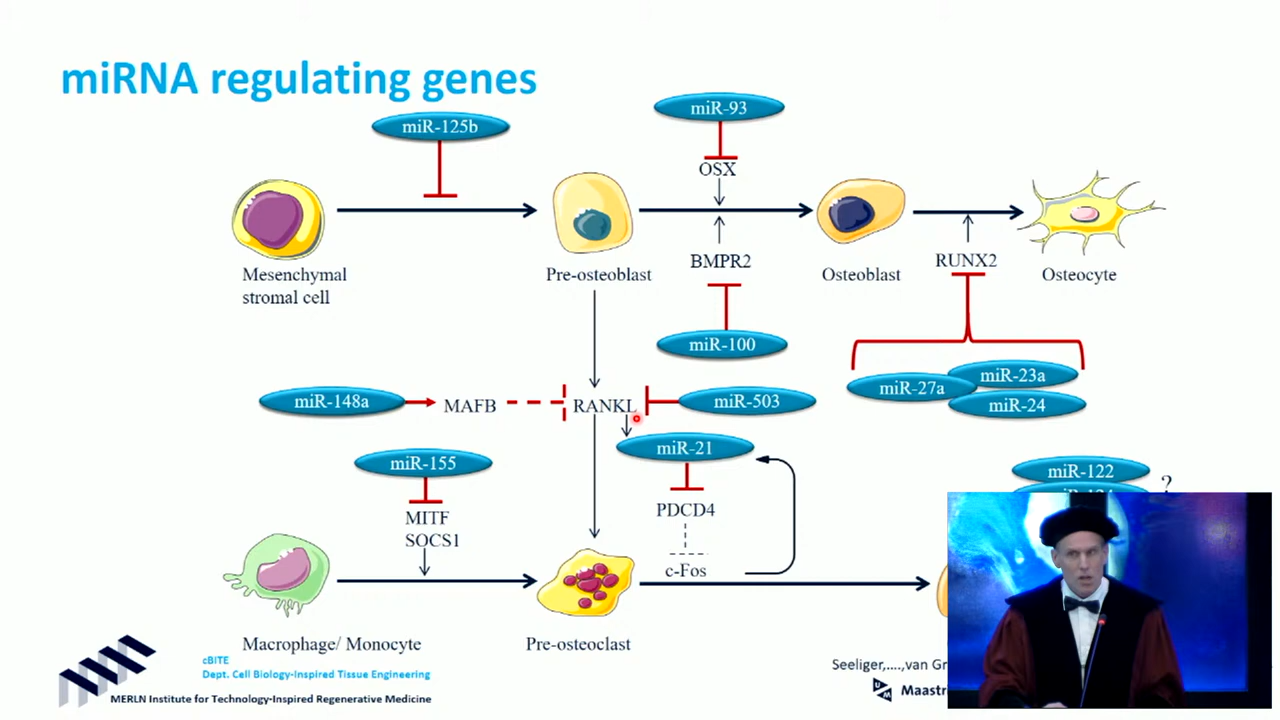 miRNA regulating genes
miR-125b
miR-93
OSX
Mesenchymal
stromal cell
Pre-osteoblast
BMPR2
Osteoblast
RUNX2
Osteocyte
miR-100
miR-27a
miR-23a
miR-24
miR-148a
MAFB
RANKL
miR-503
miR-155
MITF
SOCS1
miR-21
PDCD4
c-Fos
miR-122
?
Macrophage/ Monocyte
Pre-osteoclast
cBITE
Dept. Cell Biology-Inspired Tissue Engineering
MERLN Institute for Technology-Inspired Regenerative Medicine
Seeliger,....,van Gr
UM
Maastri